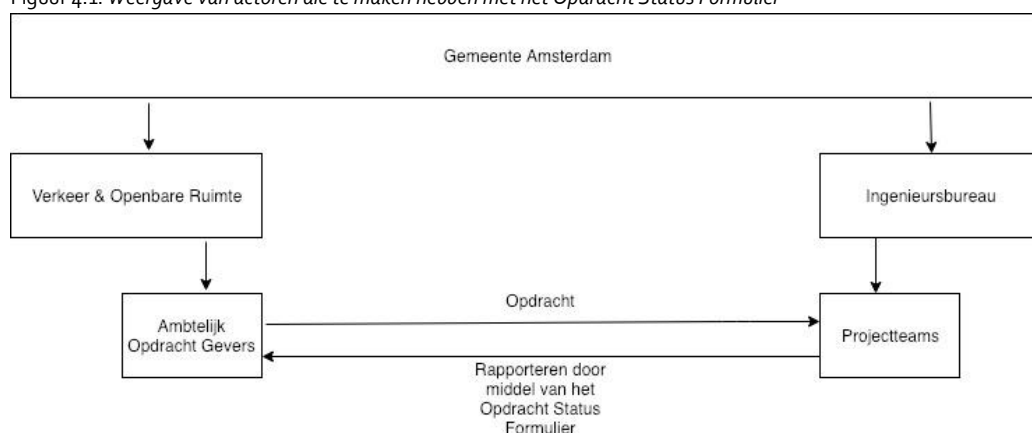 Figuur 4.1: Weergave van actoren die te maken hebben met het Opdracht Status Formulier
Gemeente Amsterdam
Verkeer & Openbare Ruimte
Ingenieursbureau
Opdracht
Ambtelijk
Opdracht Gevers
Projectteams
Rapporteren door
middel van het
Opdracht Status
Formulier